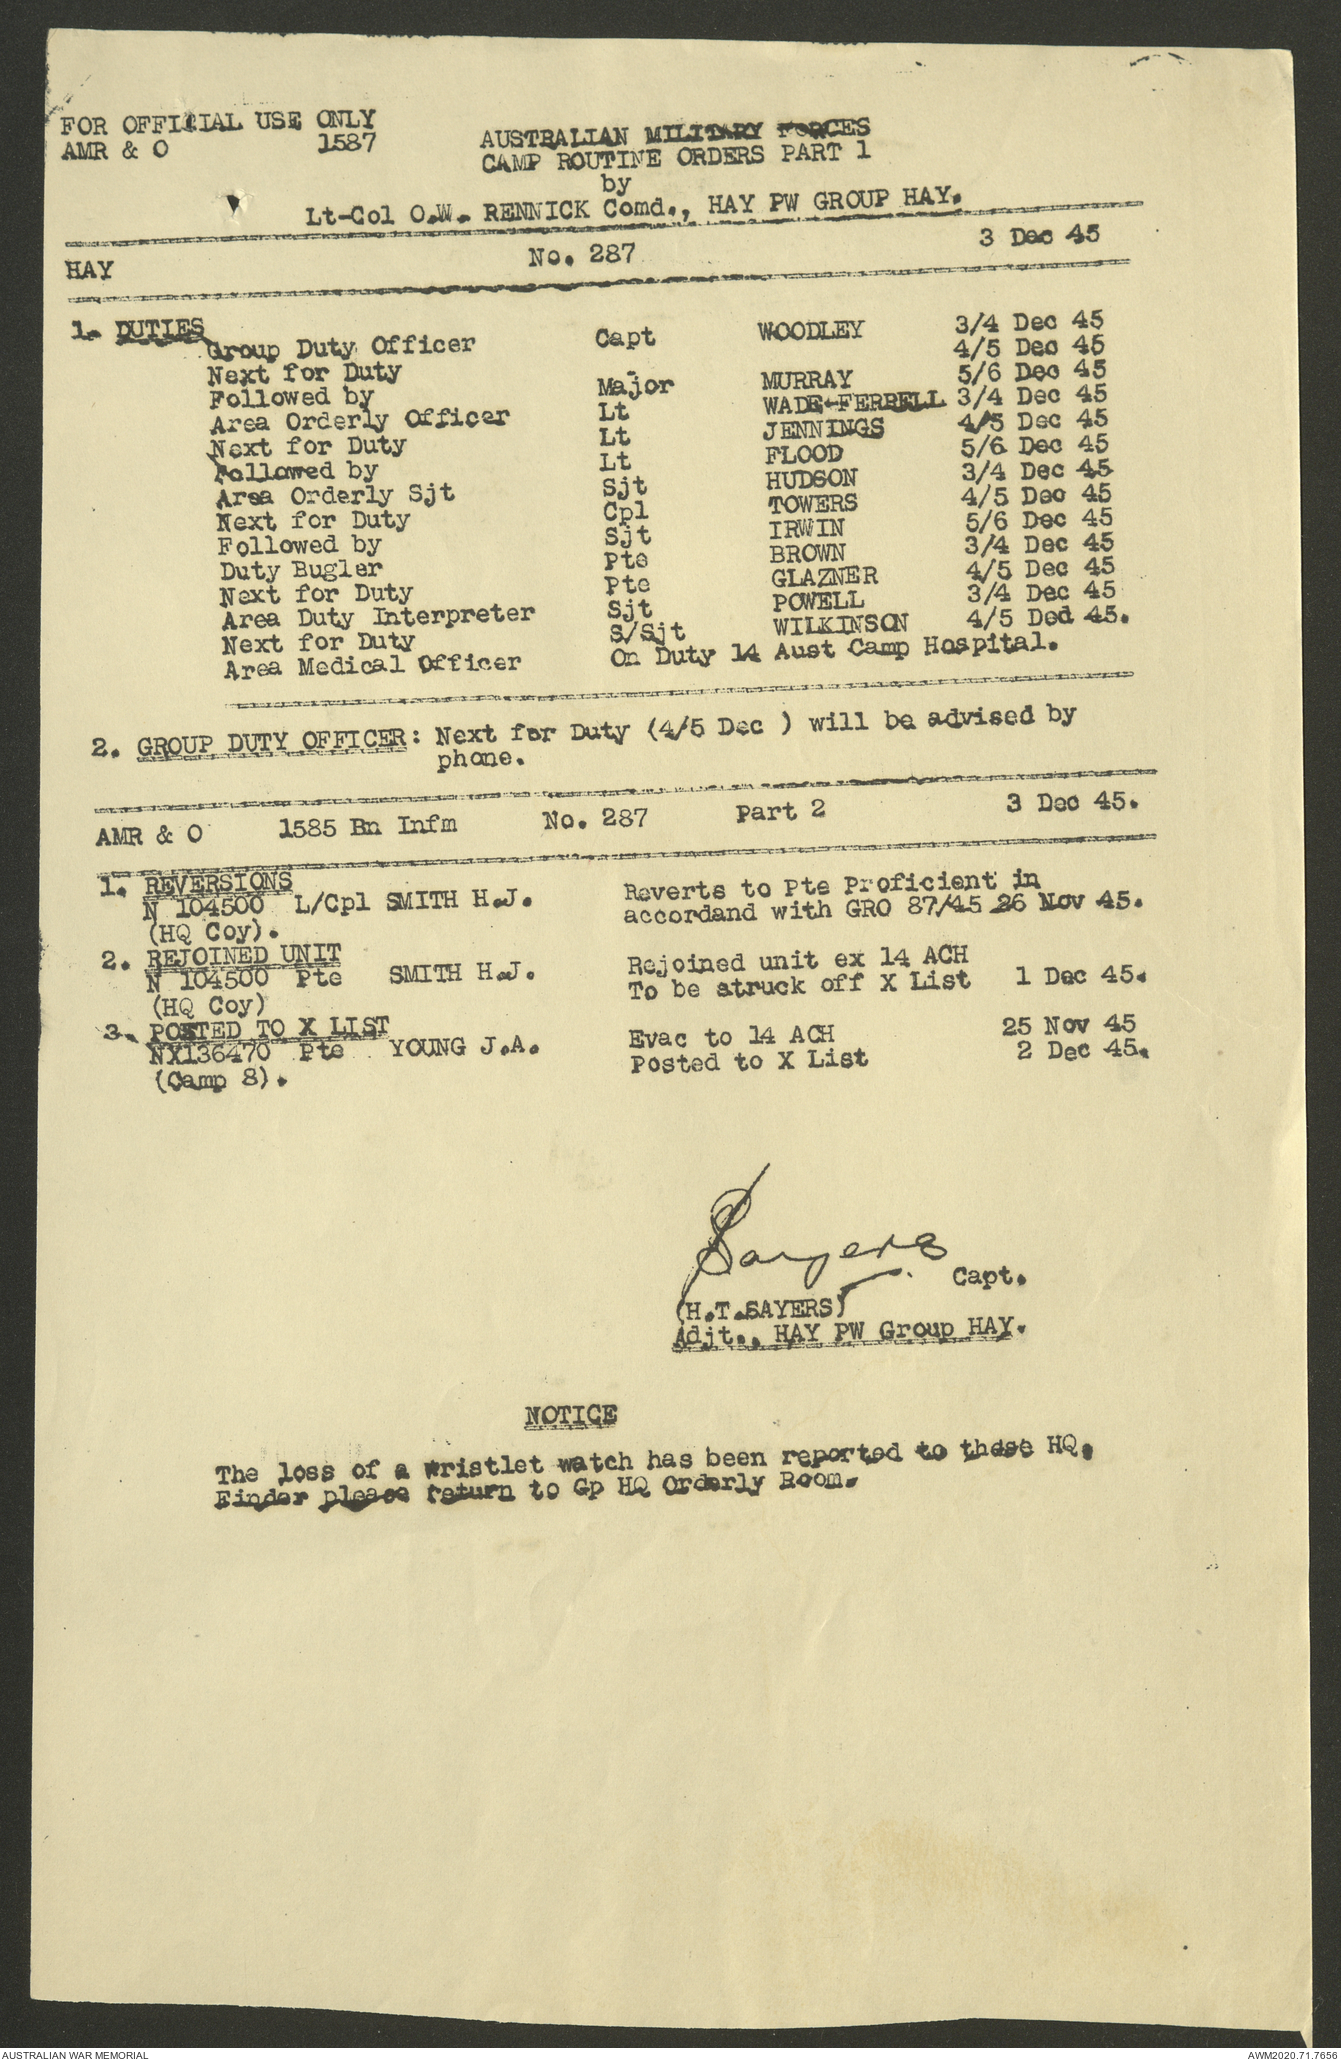 FOR OFFICIAL USE ONLY
AMR & O 1587
AUSTRALIAN MILITARY FORCES
CAMP ROUTINE ORDERS PART 1
by
Lt-Col O.W. RENNICK Comd., HAY PW GROUP HAY.
HAY No. 287 3 Dec 45
1. DUTIES
Group Duty Officer Capt WOODLEY 3/4 Dec 45
Next for Duty 4/5 Dec 45
Followed by Major MURRAY 5/6 Dec 45
Area Orderly Officer Lt WADE-FERRELL 3/4 Dec 45
Next for Duty Lt JENNINGS 4/5 Dec 45
Followed by Lt FLOOD 5/6 Dec 45
Area Orderly Sjt Sjt HUDSON 3/4 Dec 45
Next for Duty Cpl TOWERS 4/5 Dec 45
Followed by Sjt IRWIN 5/6 Dec 45
Duty Bugler Pte BROWN 3/4 Dec 45
Next for Duty Pte GLAZNER 4/5 Dec 45
Area Duty Interpreter Sjt POWELL 3/4 Dec 45
Next for Duty S/Sjt WILKINSON 4/5 Ded 45.
Area Medical Officer On Duty 14 Aust Camp Hospital.
2. GROUP DUTY OFFICER: Next for Duty (4/5 Dec ) will be advised by
phone.
AMR & O 1585 Bn Infm No. 287 Part 2 3 Dec 45.
1. REVERSIONS
N 104500 L/Cpl SMITH H.J. Reverts to Pte Proficient in
(HQ Coy). accordand with GRO 87/45 26 Nov 45.
2. REJOINED UNIT
N 104500 Pte SMITH H.J. Rejoined unit ex 14 ACH
(HQ Coy) To be struck off X List 1 Dec 45.
3. POSTED TO X LIST
NX136470 Pte YOUNG J.A. Evac to 14 ACH 25 Nov 45
(Camp 8). Posted to X List 2 Dec 45.
Sayers Capt.
(H.T.SAYERS)
Adjt., HAY PW Group HAY.
NOTICE
The loss of a wristlet watch has been reported to these HQ.
Finder please return to Gp HQ Orderly Room.
AUSTRALIAN WAR MEMORIAL AWM2020.71.7656